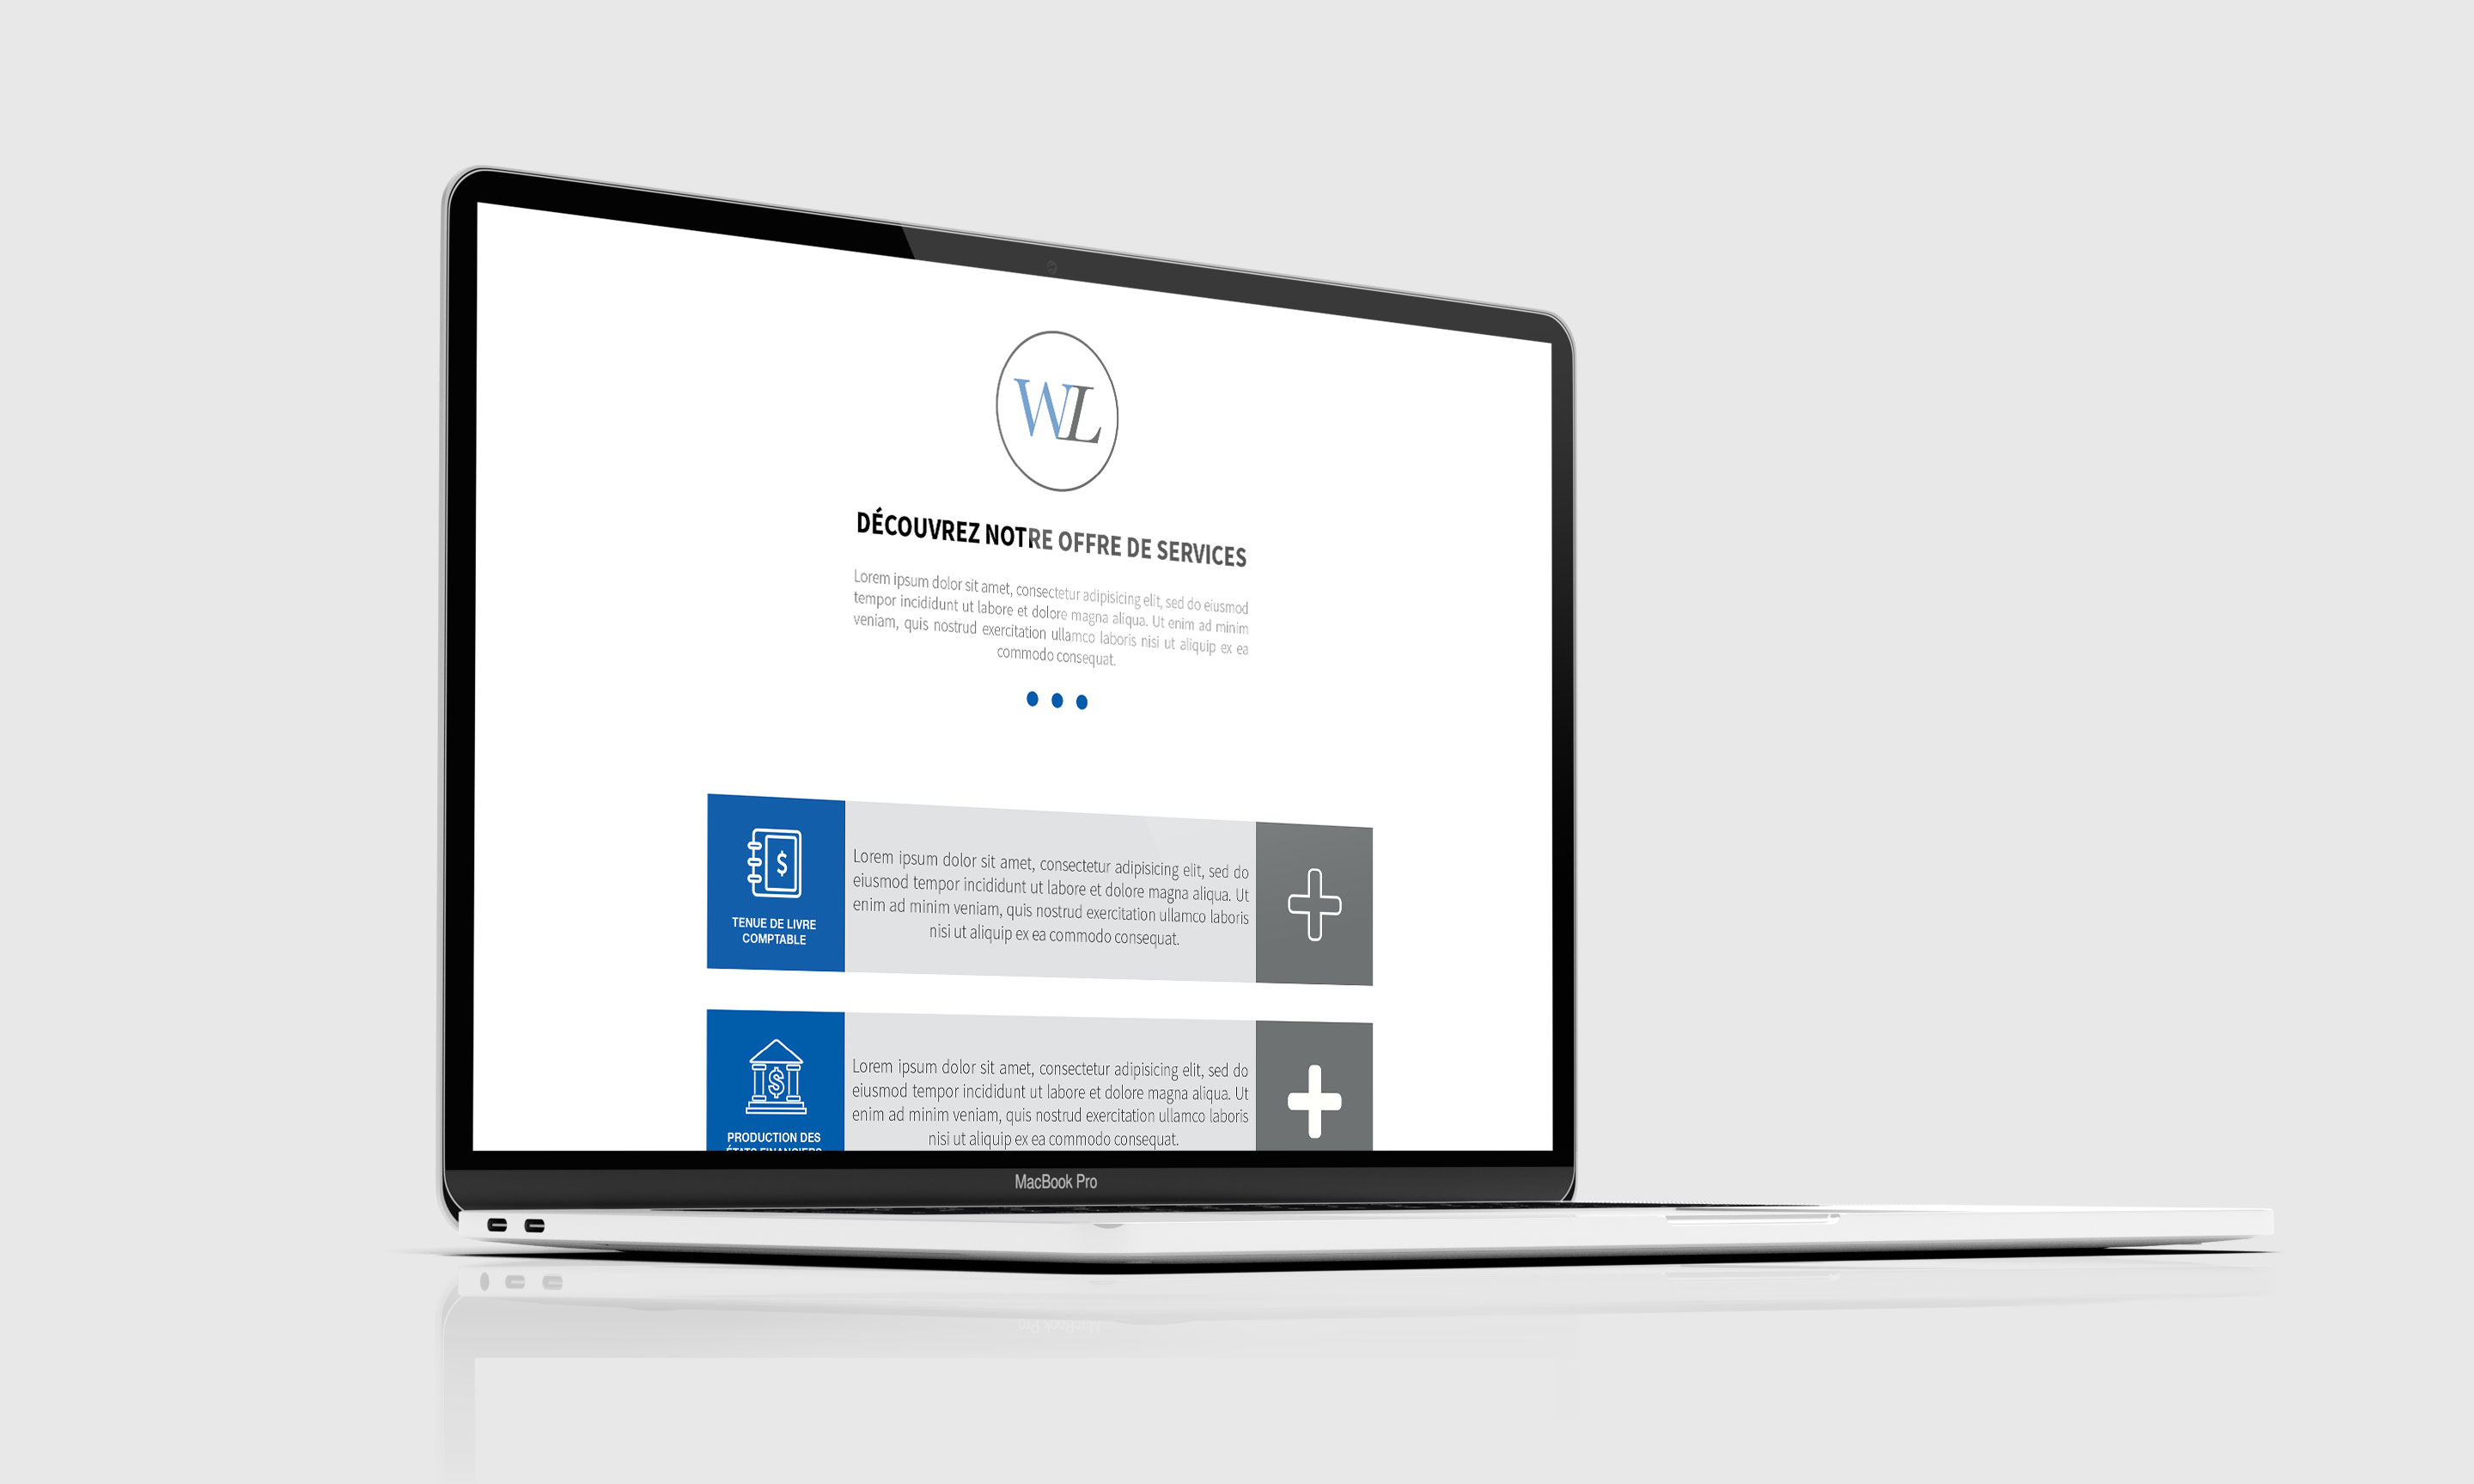 WL
DÉCOUVREZ NOTRE OFFRE DE SERVICES
Lorem ipsum dolor sit amet, consectetur adipisicing elit, sed do eiusmod
tempor incididunt ut labore et dolore magna aliqua. Ut enim ad minim
veniam, quis nostrud exercitation ullamco laboris nisi ut aliquip ex ea
commodo consequat.
$
TENUE DE LIVRE
COMPTABLE
Lorem ipsum dolor sit amet, consectetur adipisicing elit, sed do
eiusmod tempor incididunt ut labore et dolore magna aliqua. Ut
enim ad minim veniam, quis nostrud exercitation ullamco laboris
nisi ut aliquip ex ea commodo consequat.
$
PRODUCTION DES
ÉTATS FINANCIERS
Lorem ipsum dolor sit amet, consectetur adipisicing elit, sed do
eiusmod tempor incididunt ut labore et dolore magna aliqua. Ut
enim ad minim veniam, quis nostrud exercitation ullamco laboris
nisi ut aliquip ex ea commodo consequat.
MacBook Pro